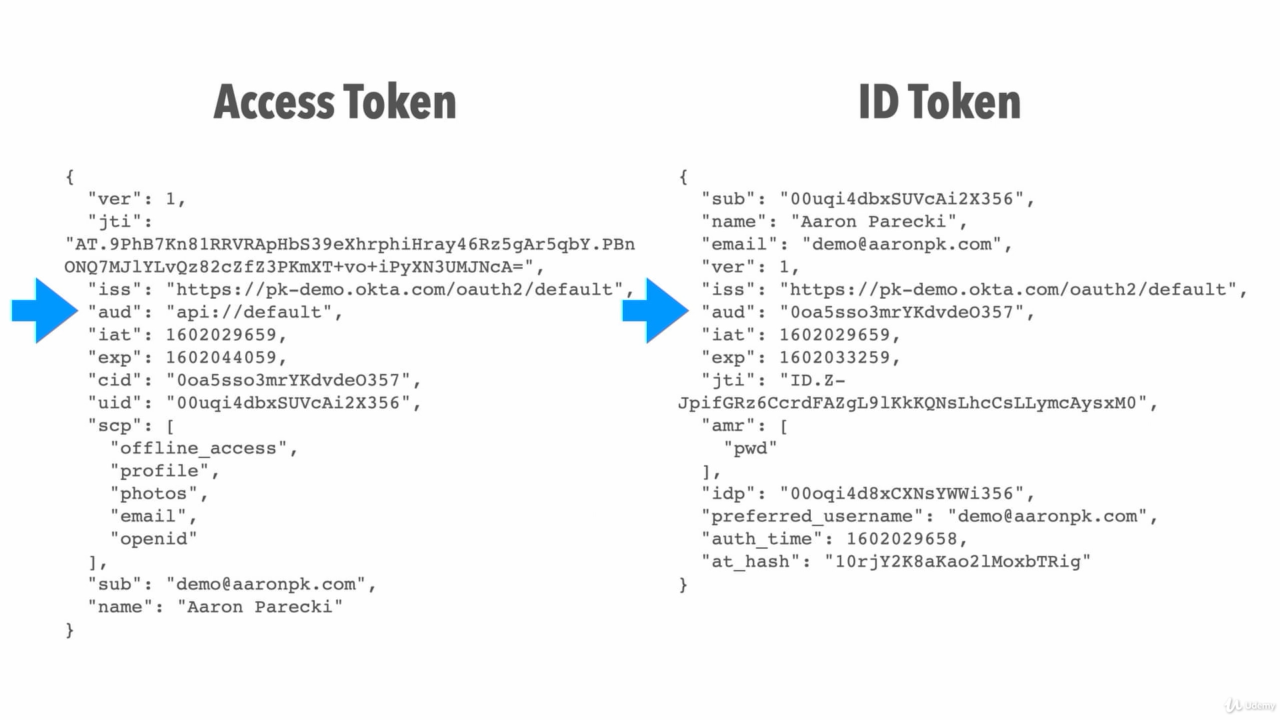 Access Token
{
"ver": 1,
"jti":
"AT.9PhB7Kn81RRVRApHbS39eXhrphiHray46Rz5gAr5qbY.PBn
ONQ7MJlYLvQz82cZfZ3PKmXT+vo+iPyXN3UMJNcA=",
"iss": "https://pk-demo.okta.com/oauth2/default",
"aud": "api://default",
"iat": 1602029659,
"exp": 1602044059,
"cid": "0oa5sso3mrYKdvdeO357",
"uid": "00uqi4dbxSUVcAi2X356",
"scp": [
"offline_access",
"profile",
"photos",
"email",
"openid"
],
"sub": "demo@aaronpk.com",
"name": "Aaron Parecki"
}
ID Token
{
"sub": "00uqi4dbxSUVcAi2X356",
"name": "Aaron Parecki",
"email": "demo@aaronpk.com",
"ver": 1,
"iss": "https://pk-demo.okta.com/oauth2/default",
"aud": "0oa5sso3mrYKdvdeO357",
"iat": 1602029659,
"exp": 1602033259,
"jti": "ID.Z-
JpifGRz6CcrdFAZgL9lKkKQNsLhcCsLLymcAysxM0",
"amr": [
"pwd"
],
"idp": "00oqi4d8xCXNsYWWi356",
"preferred_username": "demo@aaronpk.com",
"auth_time": 1602029658,
"at_hash": "10rjY2K8aKao2lMoxbTRig"
}
Udemy